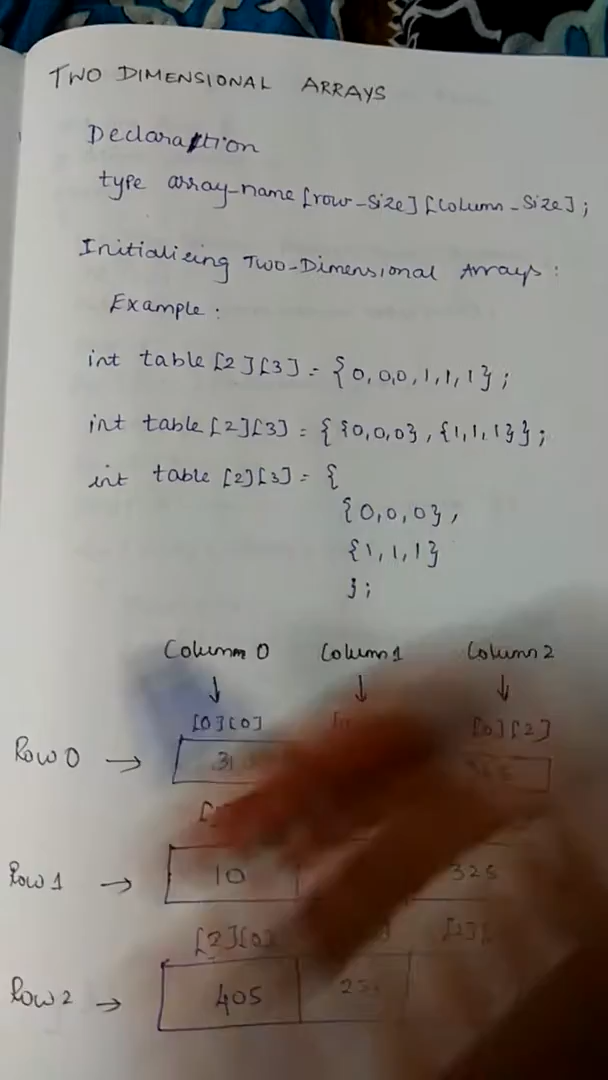 TWO DIMENSIONAL ARRAYS
Declaration
type array-name [row-size] [column-size];
Initializing Two-Dimensional Arrays:
Example:
int table [2][3] = {0,0,0,1,1,1};
int table [2][3] = {{0,0,0},{1,1,1}};
int table [2][3] = {
{0,0,0},
{1,1,1}
};
Column 0 Column 1 Column 2
[0][0] [0][2]
Row 0
Row 1 10 325
[2][0]
Row 2 405